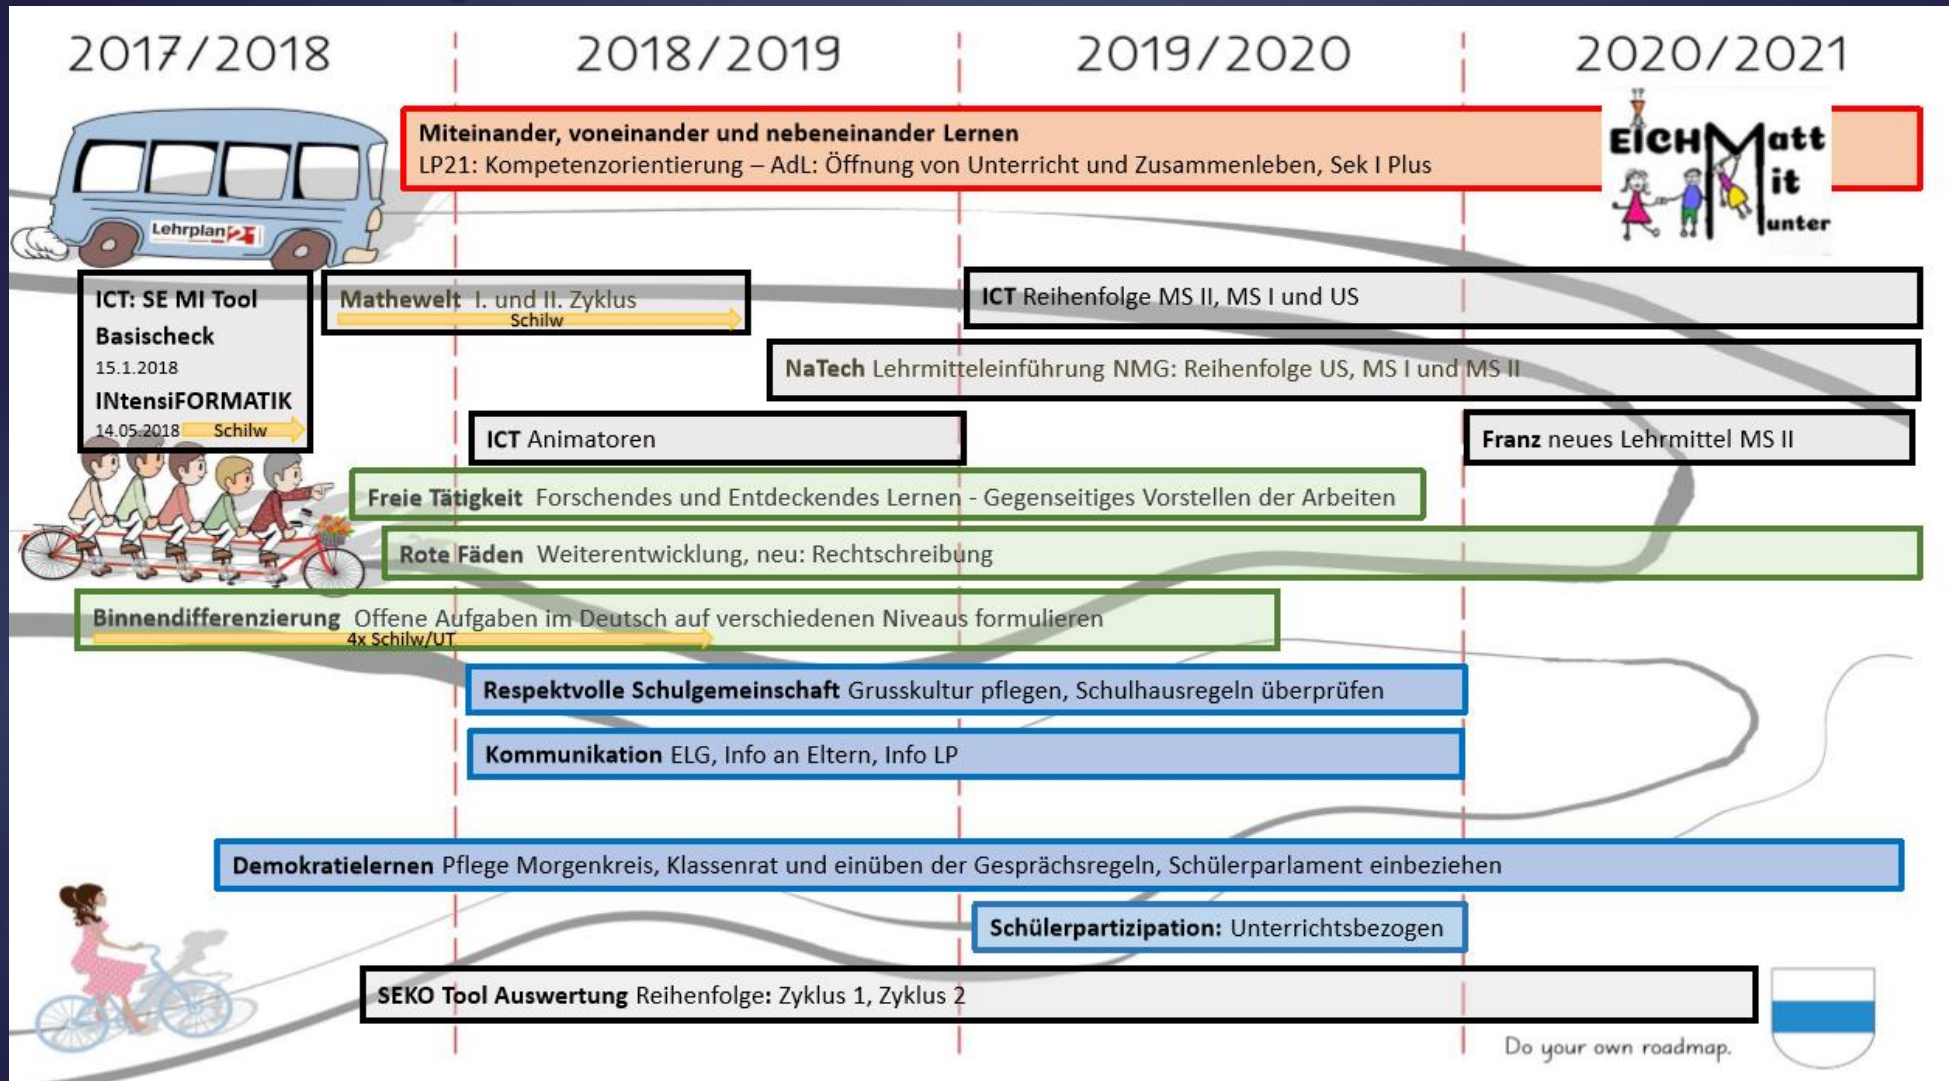 2017/2018
2018/2019
2019/2020
2020/2021
Miteinander, voneinander und nebeneinander Lernen
LP21: Kompetenzorientierung – AdL: Öffnung von Unterricht und Zusammenleben, Sek I Plus
EiCHMatt
it
unter
Lehrplan 21
ICT: SE MI Tool
Basischeck
15.1.2018
INtensiFORMATIK
14.05.2018 Schilw
Mathewelt I. und II. Zyklus
Schilw
ICT Reihenfolge MS II, MS I und US
NaTech Lehrmitteleinführung NMG: Reihenfolge US, MS I und MS II
ICT Animatoren
Franz neues Lehrmittel MS II
Freie Tätigkeit Forschendes und Entdeckendes Lernen - Gegenseitiges Vorstellen der Arbeiten
Rote Fäden Weiterentwicklung, neu: Rechtschreibung
Binnendifferenzierung Offene Aufgaben im Deutsch auf verschiedenen Niveaus formulieren
4x Schilw/UT
Respektvolle Schulgemeinschaft Grusskultur pflegen, Schulhausregeln überprüfen
Kommunikation ELG, Info an Eltern, Info LP
Demokratielernen Pflege Morgenkreis, Klassenrat und einüben der Gesprächsregeln, Schülerparlament einbeziehen
Schülerpartizipation: Unterrichtsbezogen
SEKO Tool Auswertung Reihenfolge: Zyklus 1, Zyklus 2
Do your own roadmap.